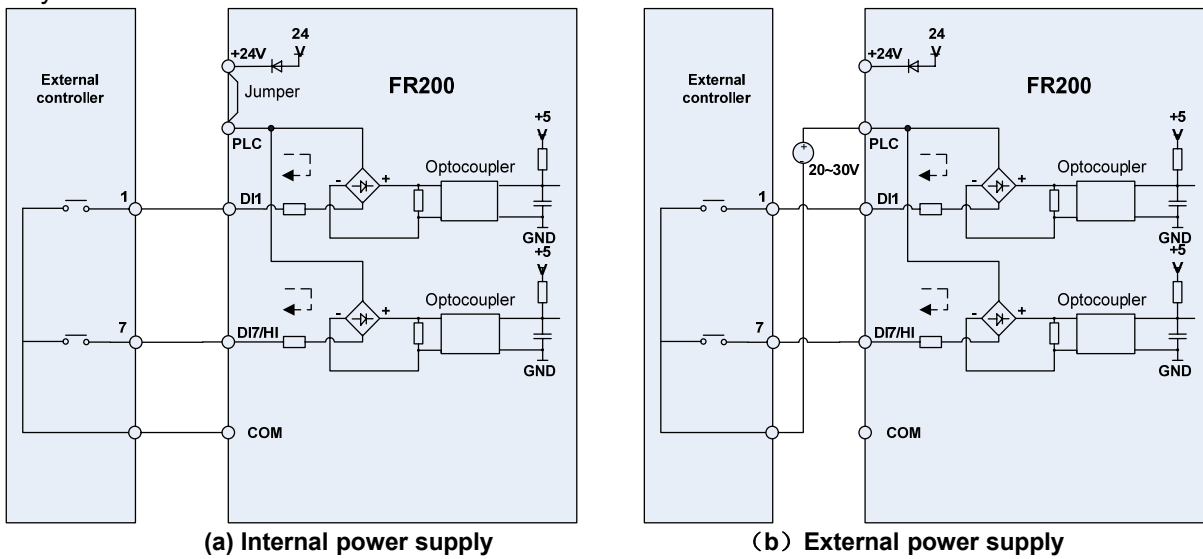 24
+24V
V
External
controller
Jumper
FR200
PLC
+5
V
Optocoupler
-
+
1
DI1
GND
+5
V
Optocoupler
-
+
7
DI7/HI
GND
COM
(a) Internal power supply
24
+24V
V
External
controller
FR200
PLC
+
-
20~30V
+5
V
Optocoupler
-
+
1
DI1
GND
+5
V
Optocoupler
-
+
7
DI7/HI
GND
COM
（b）External power supply